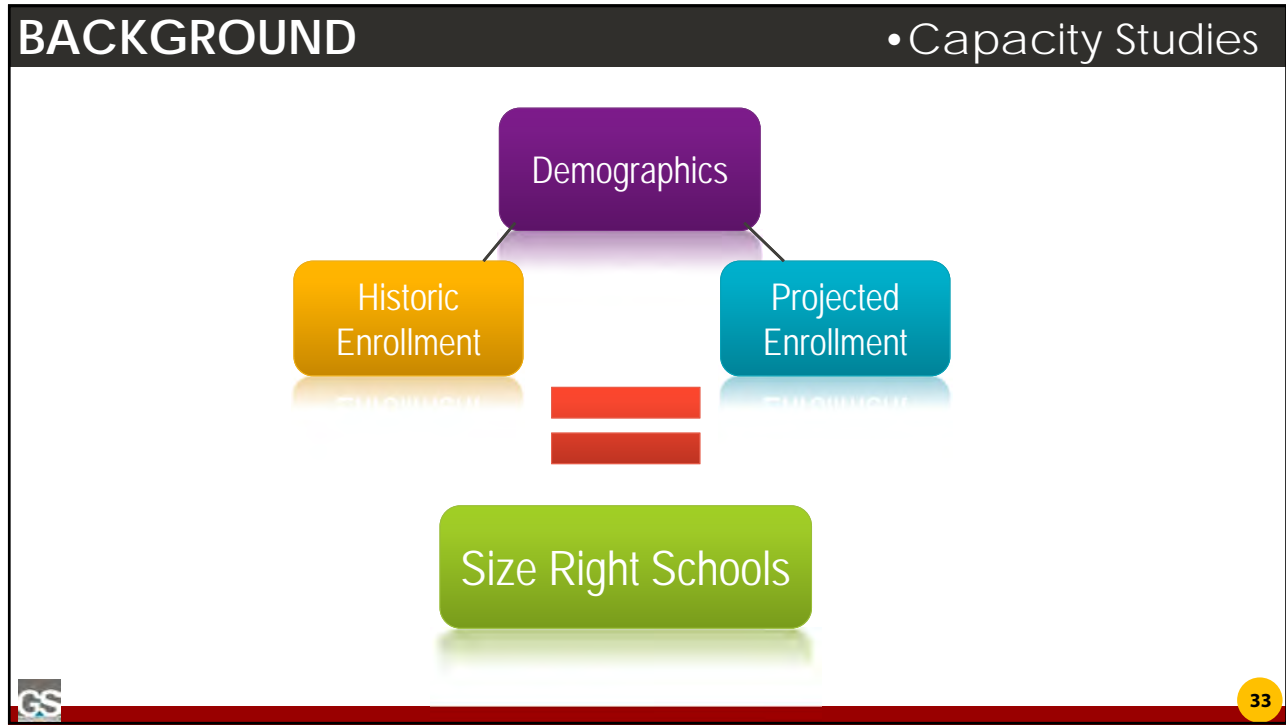 BACKGROUND
•Capacity Studies
Demographics
Historic
Enrollment
Projected
Enrollment
Size Right Schools
GS
33